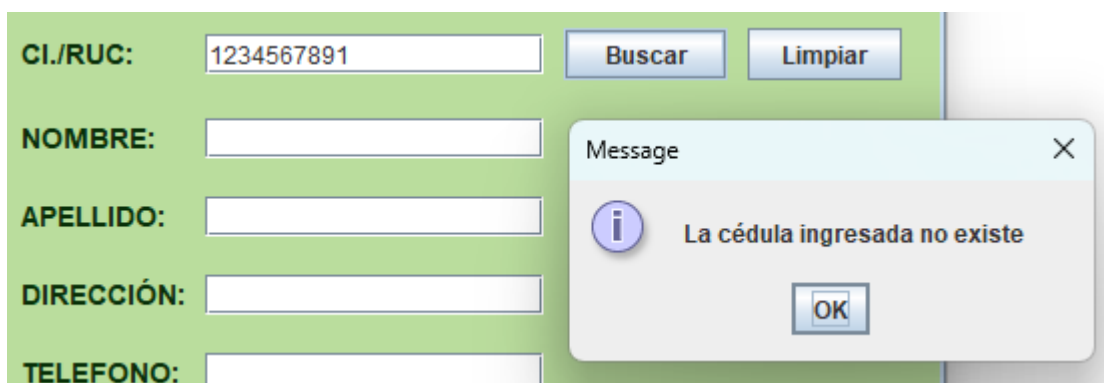 CI./RUC: 1234567891 Buscar Limpiar
NOMBRE:
Message
APELLIDO:
La cédula ingresada no existe
DIRECCIÓN:
OK
TELEFONO: